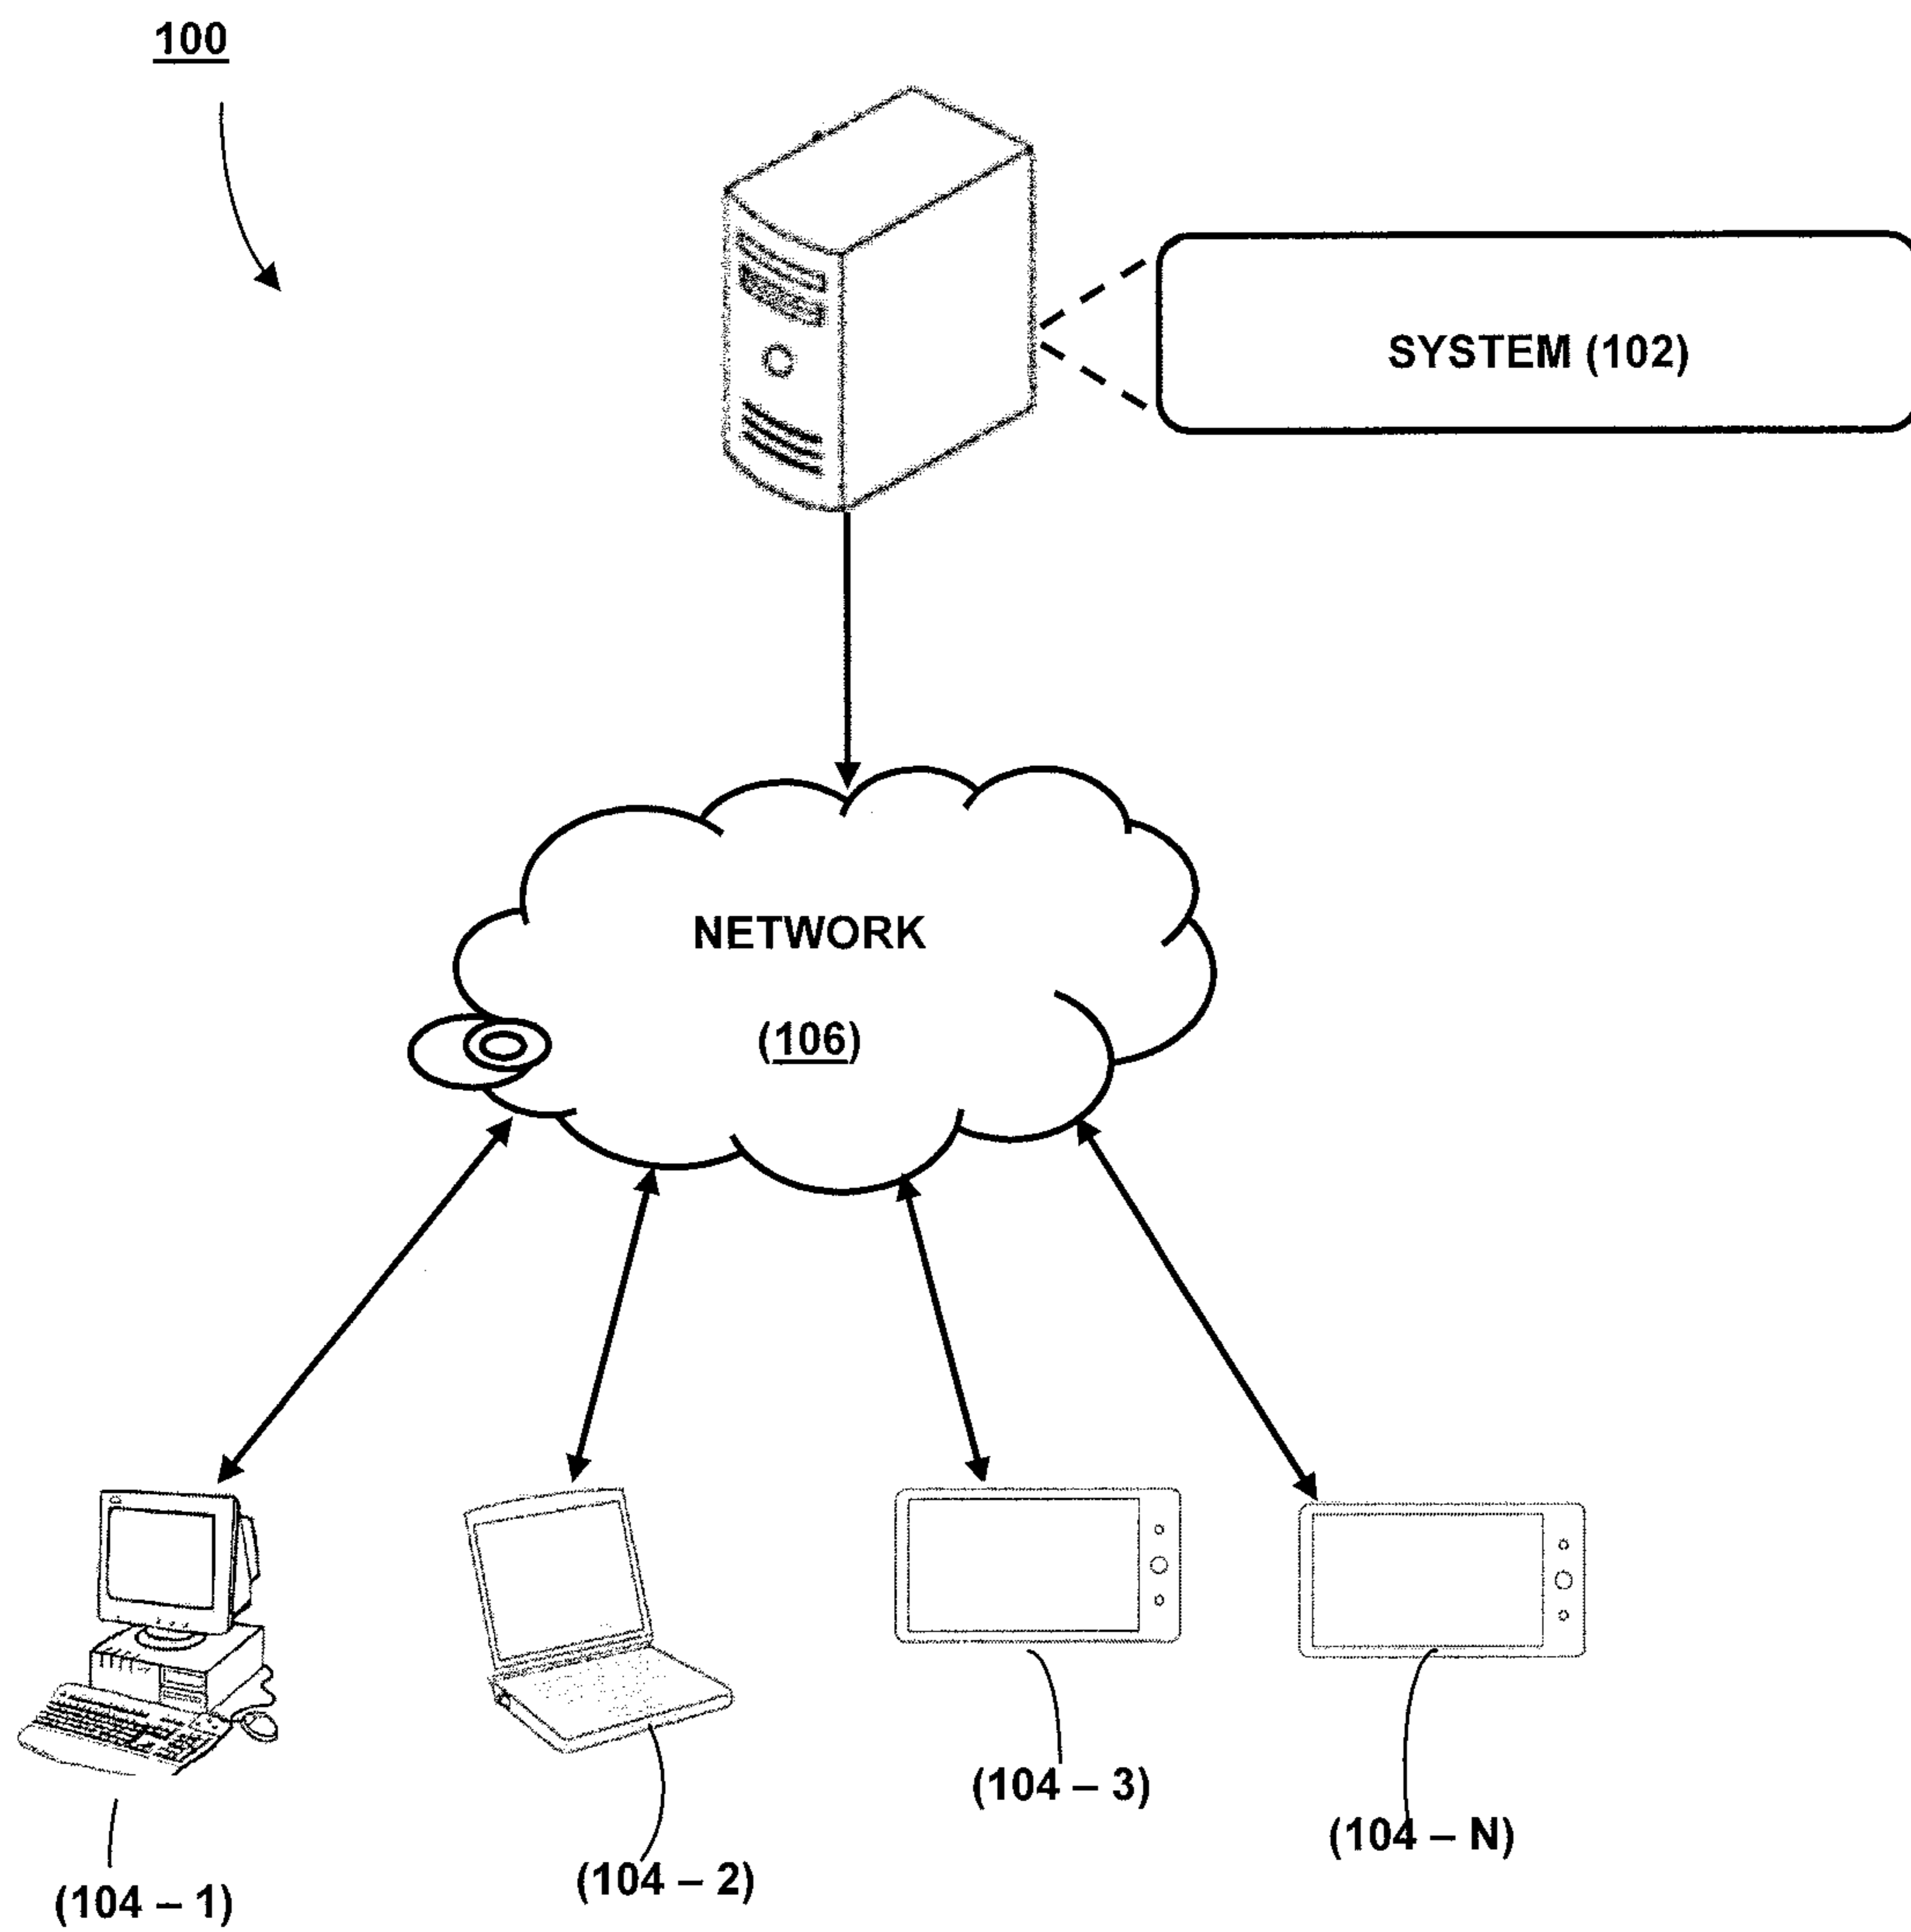 100
SYSTEM (102)
NETWORK
(106)
(104 – 3)
(104 – N)
(104 – 2)
(104 – 1)